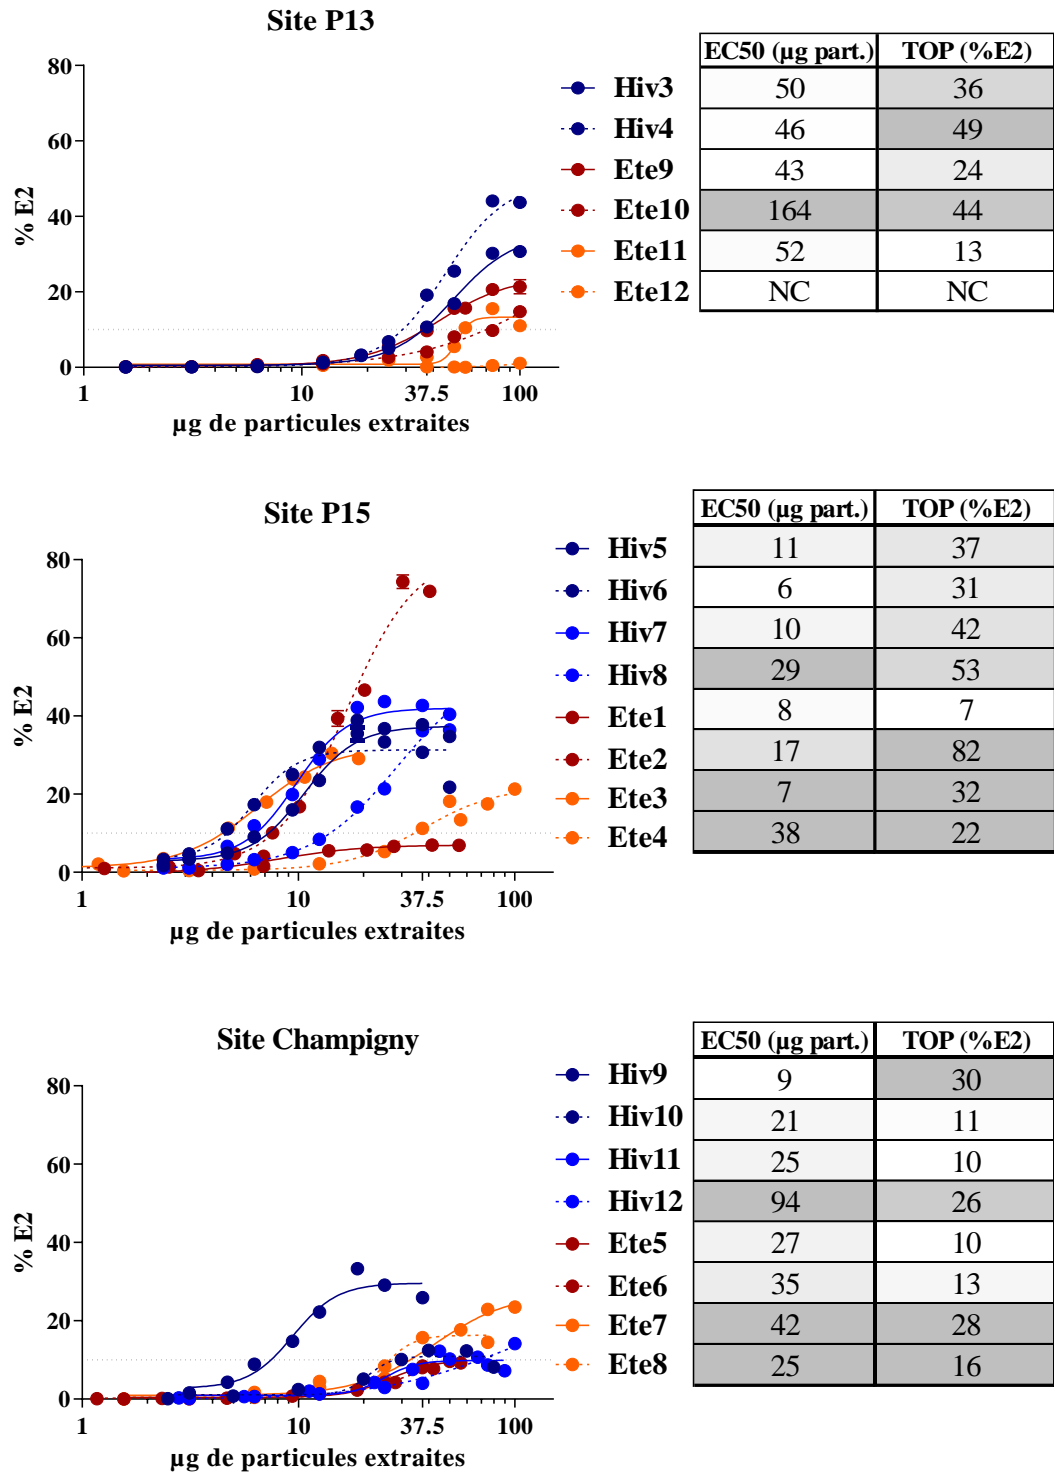 Site P13
EC50 (µg part.) TOP (%E2)
80
60
40
20
0
% E2
1 10 37.5 100
µg de particules extraites
Hiv3 50 36
Hiv4 46 49
Ete9 43 24
Ete10 164 44
Ete11 52 13
Ete12 NC NC
Site P15
EC50 (µg part.) TOP (%E2)
80
60
40
20
0
% E2
1 10 37.5 100
µg de particules extraites
Hiv5 11 37
Hiv6 6 31
Hiv7 10 42
Hiv8 29 53
Ete1 8 7
Ete2 17 82
Ete3 7 32
Ete4 38 22
Site Champigny
EC50 (µg part.) TOP (%E2)
80
60
40
20
0
% E2
1 10 37.5 100
µg de particules extraites
Hiv9 9 30
Hiv10 21 11
Hiv11 25 10
Hiv12 94 26
Ete5 27 10
Ete6 35 13
Ete7 42 28
Ete8 25 16